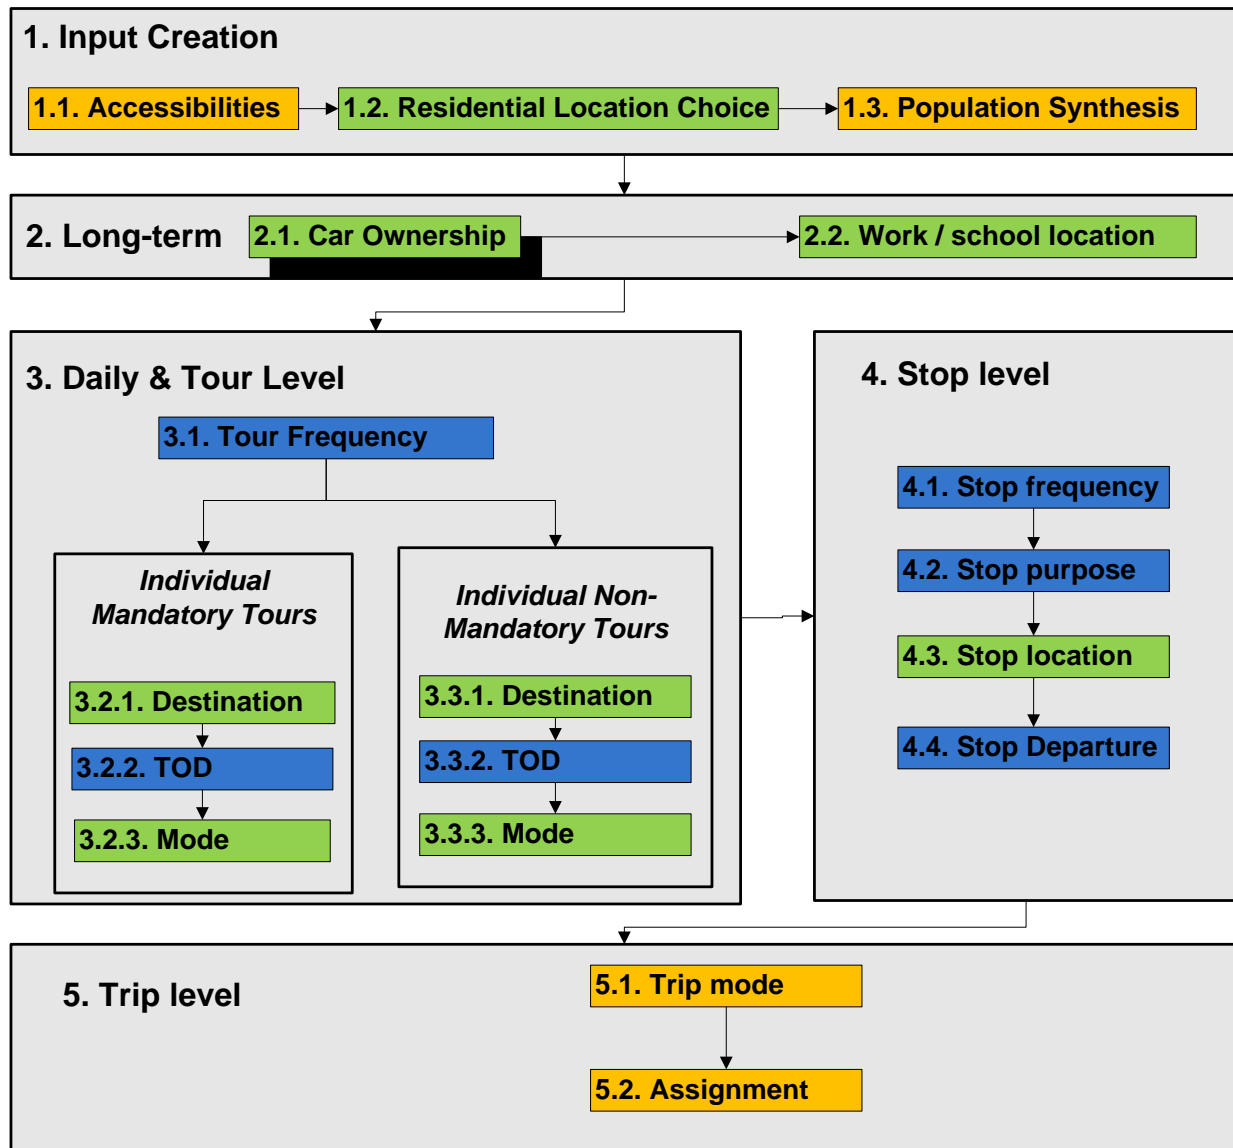 1. Input Creation
1.1. Accessibilities
1.2. Residential Location Choice
1.3. Population Synthesis
2. Long-term
2.1. Car Ownership
2.2. Work / school location
3. Daily & Tour Level
3.1. Tour Frequency
Individual
Mandatory Tours
3.2.1. Destination
3.2.2. TOD
3.2.3. Mode
Individual Non-
Mandatory Tours
3.3.1. Destination
3.3.2. TOD
3.3.3. Mode
4. Stop level
4.1. Stop frequency
4.2. Stop purpose
4.3. Stop location
4.4. Stop Departure
5. Trip level
5.1. Trip mode
5.2. Assignment